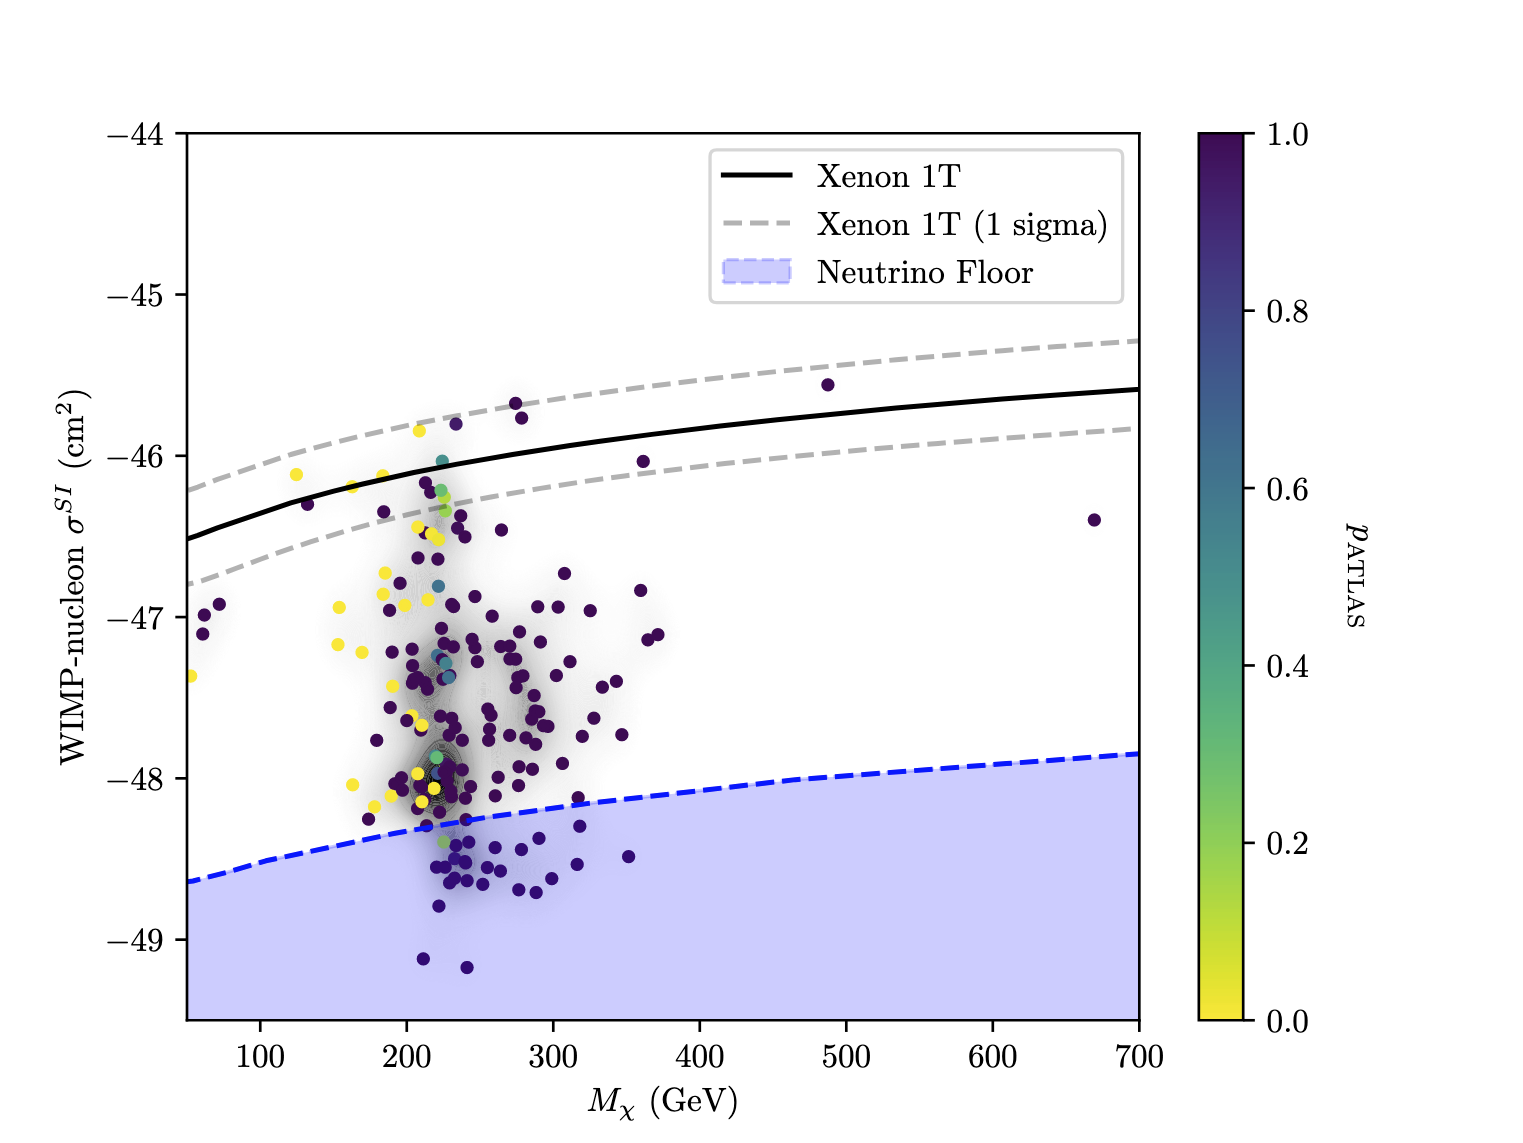 −44
−45
−46
−47
−48
−49
WIMP-nucleon σ^{SI} (cm²)
Xenon 1T
Xenon 1T (1 sigma)
Neutrino Floor
100 200 300 400 500 600 700
M_χ (GeV)
1.0
0.8
0.6
0.4
0.2
0.0
p_{ATLAS}